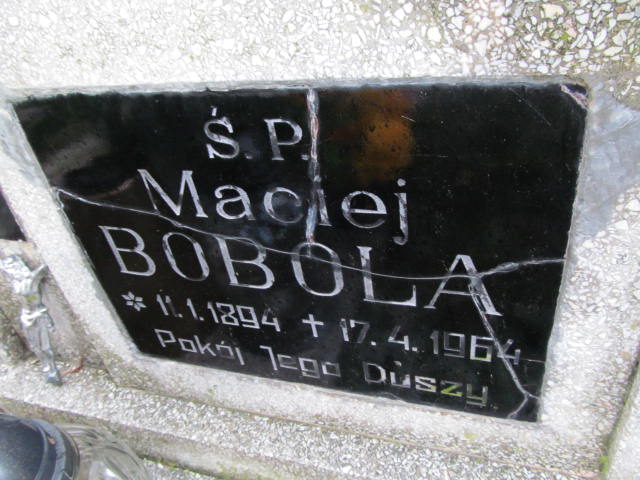 Ś.P.
Maciej
BOBOLA
* 11.1.1894 + 17.4.1964
Pokój Jego Duszy